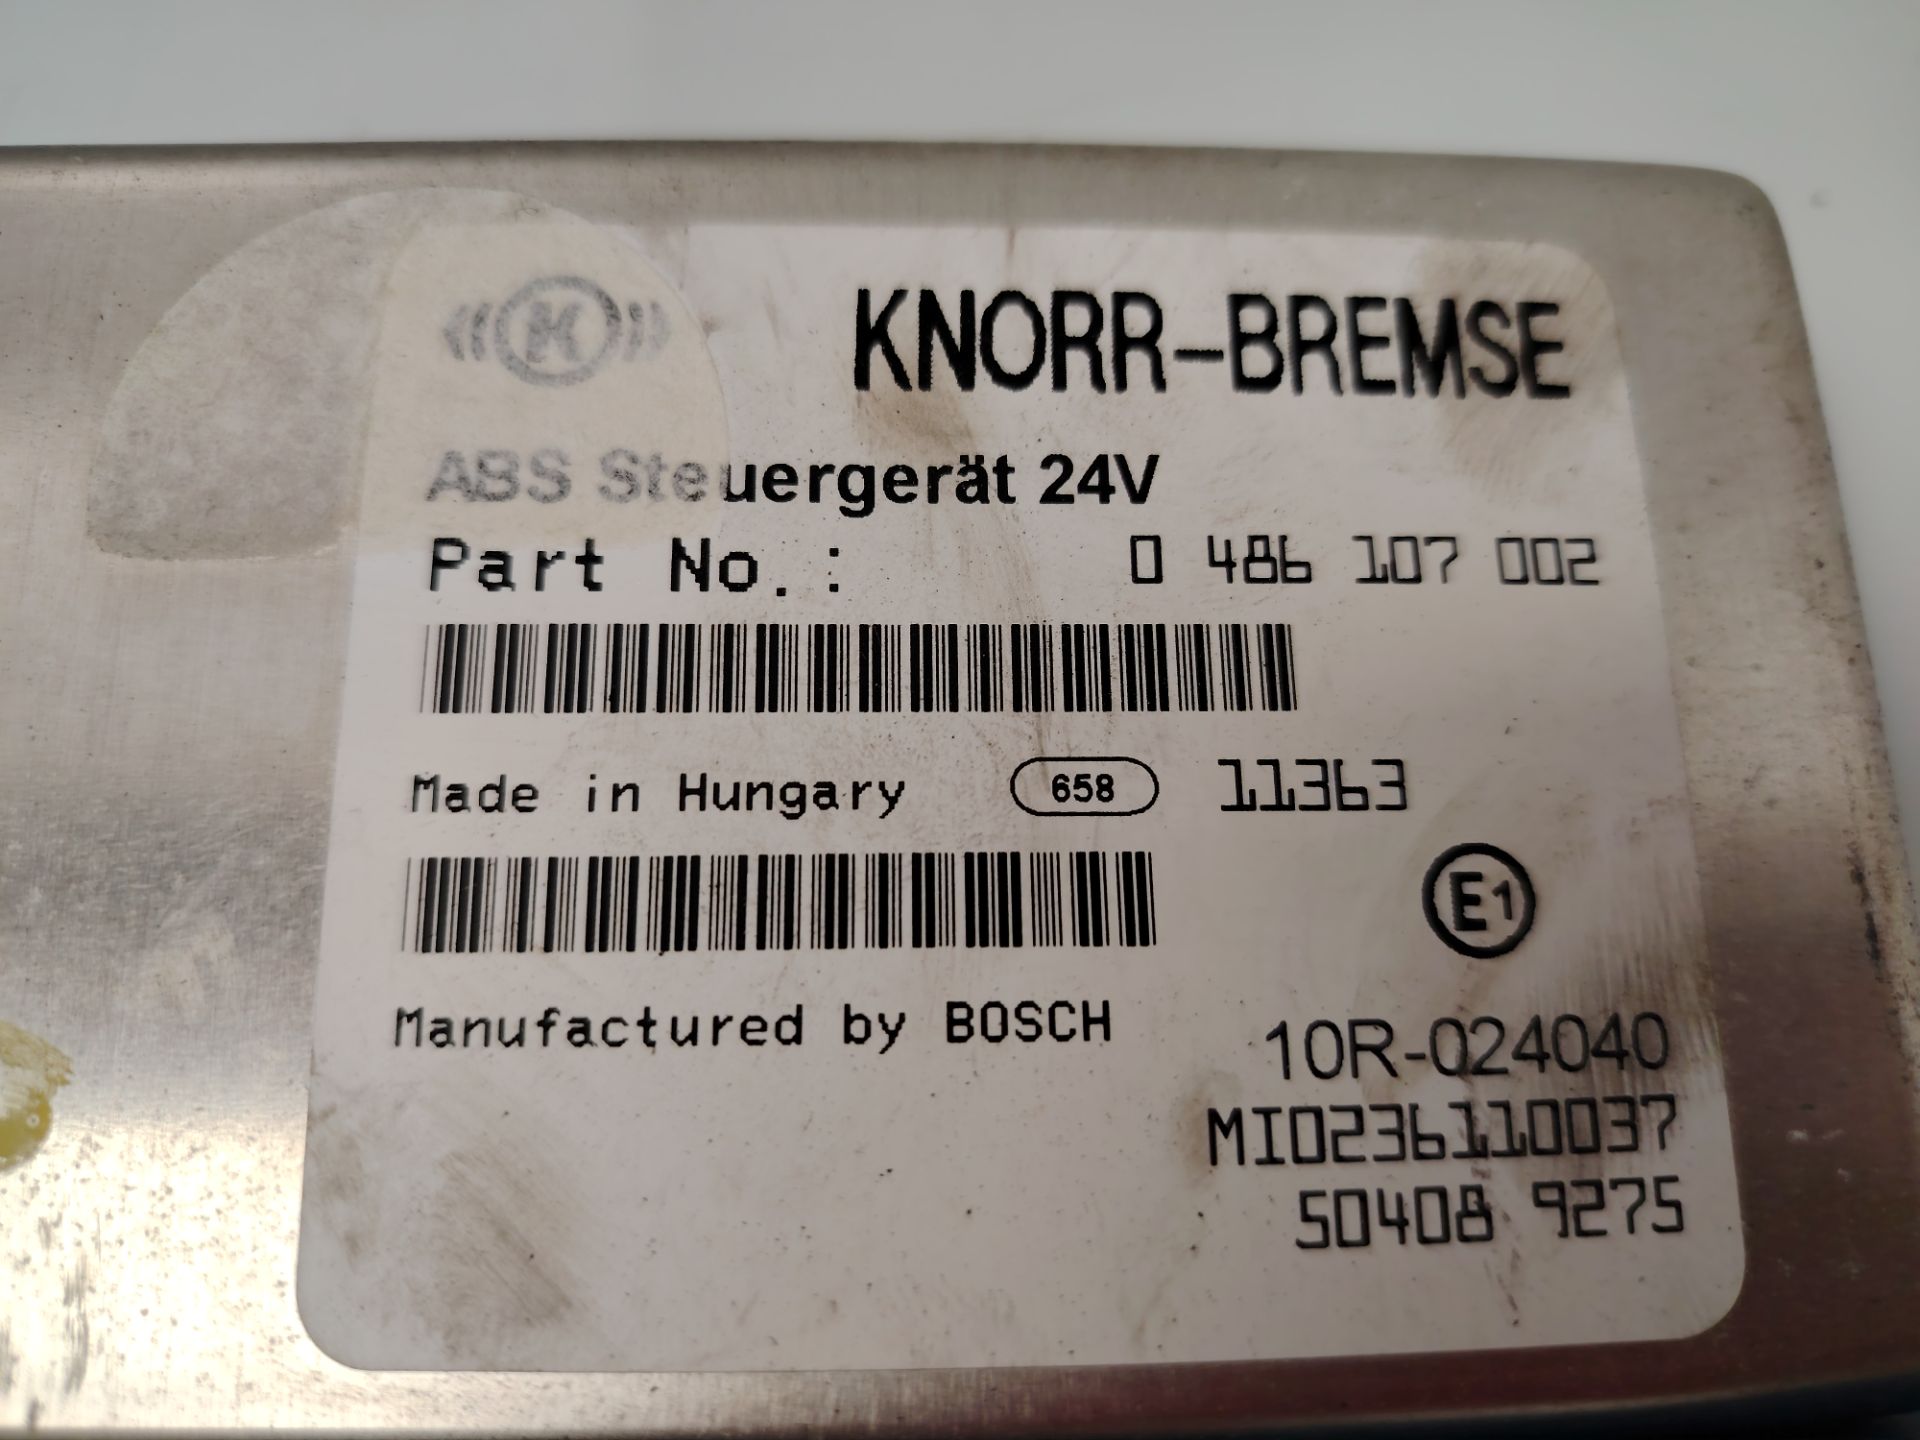 K KNORR-BREMSE
ABS Steuergerät 24V
Part No.: 0 486 107 002
Made in Hungary 658 11363
E1
Manufactured by BOSCH
10R-024040
MI0236110037
50408 9275